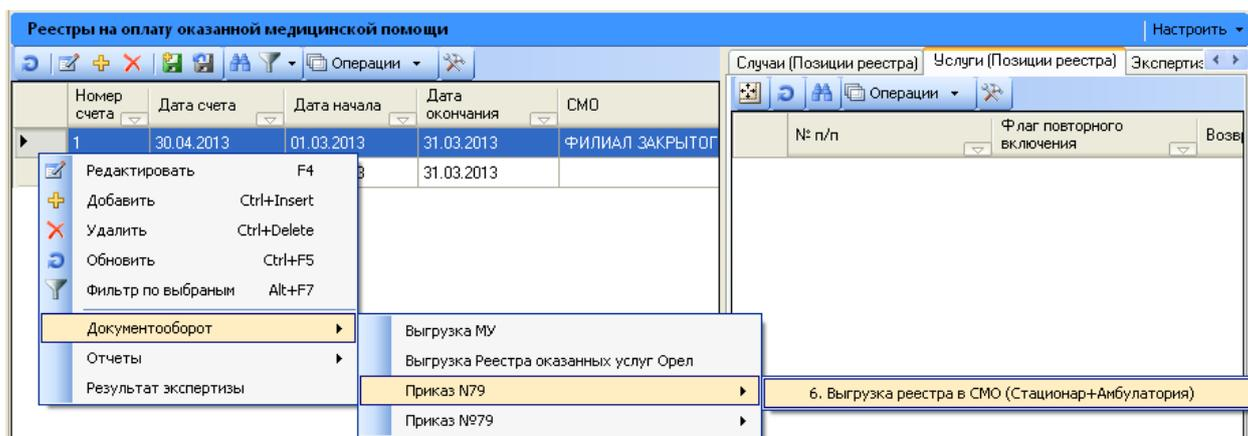 Реестры на оплату оказанной медицинской помощи
Настроить
Операции
Случаи (Позиции реестра) Услуги (Позиции реестра)
Операции
Номер счета Дата счета Дата начала Дата окончания СМО
№ п/п Флаг повторного включения
1 30.04.2013 01.03.2013 31.03.2013 ФИЛИАЛ ЗАКРЫТОГ
3 31.03.2013
Редактировать F4
Добавить Ctrl+Insert
Удалить Ctrl+Delete
Обновить Ctrl+F5
Фильтр по выбраным Alt+F7
Документооборот
Отчеты
Результат экспертизы
Выгрузка МУ
Выгрузка Реестра оказанных услуг Орел
Приказ N79
Приказ №79
6. Выгрузка реестра в СМО (Стационар+Амбулатория)